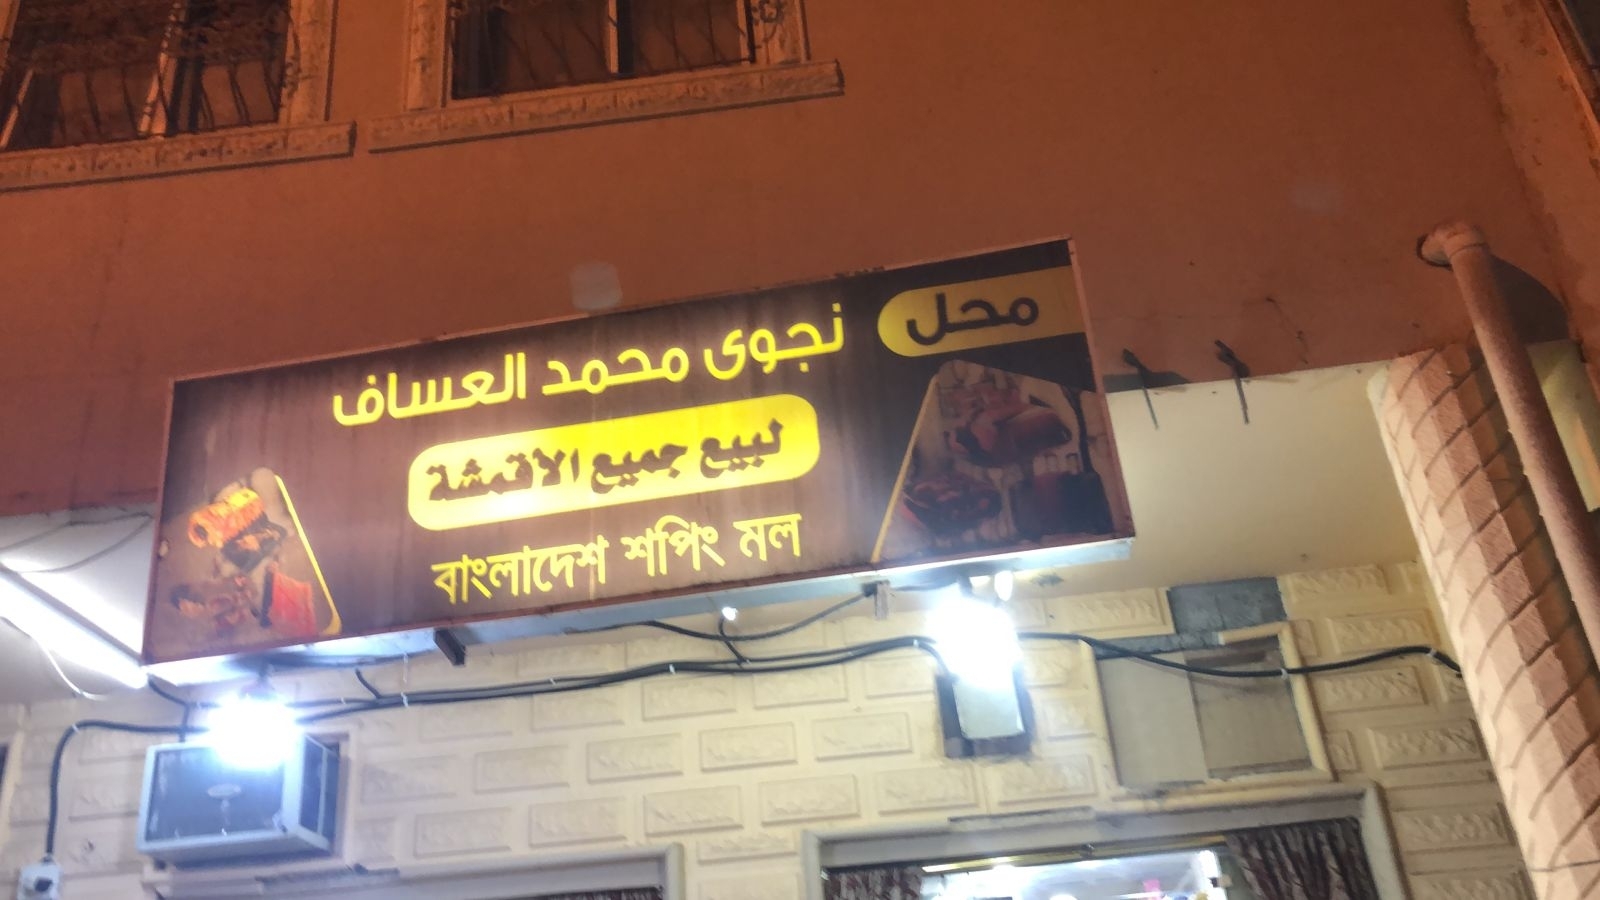 محل
نجوى محمد العساف
لبيع جميع الاقمشة
বাংলাদেশ শপিং মল